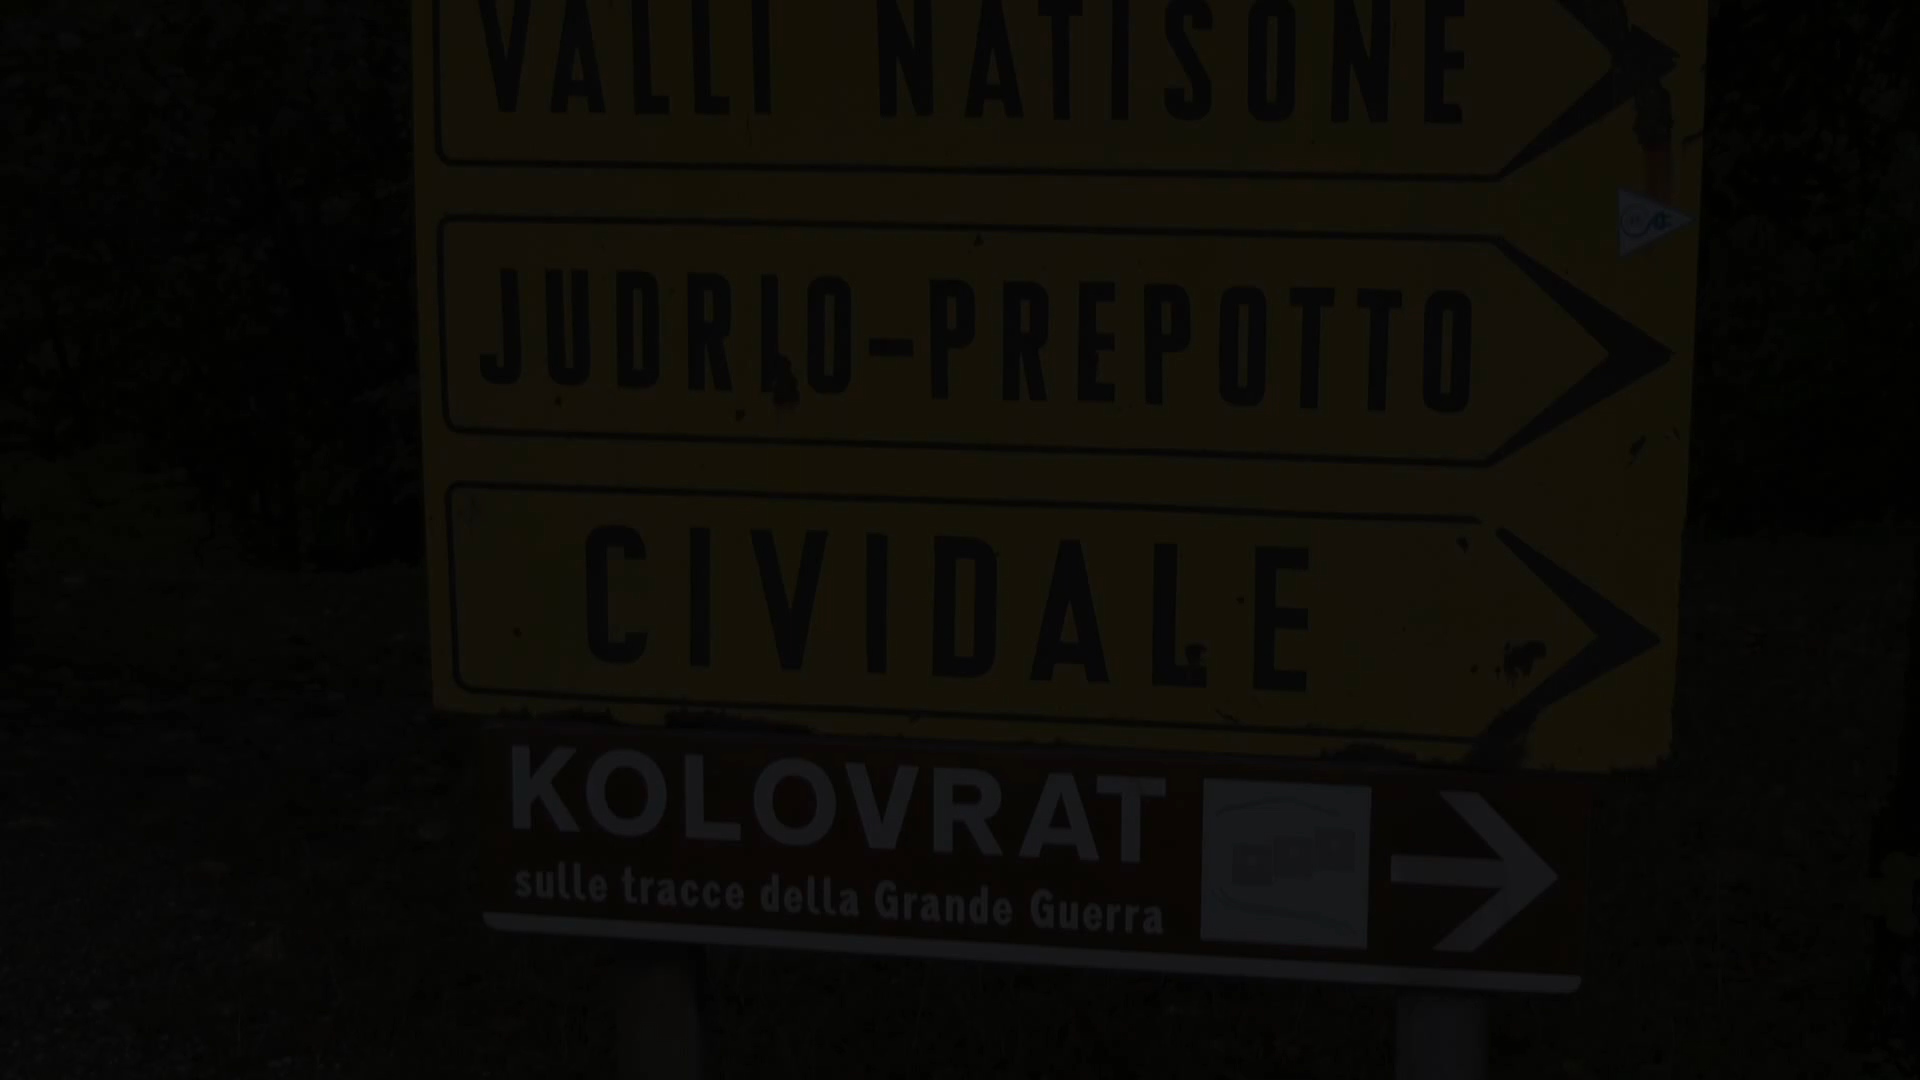 VALLI NATISONE
JUDRIO-PREPOTTO
CIVIDALE
KOLOVRAT
sulle tracce della Grande Guerra